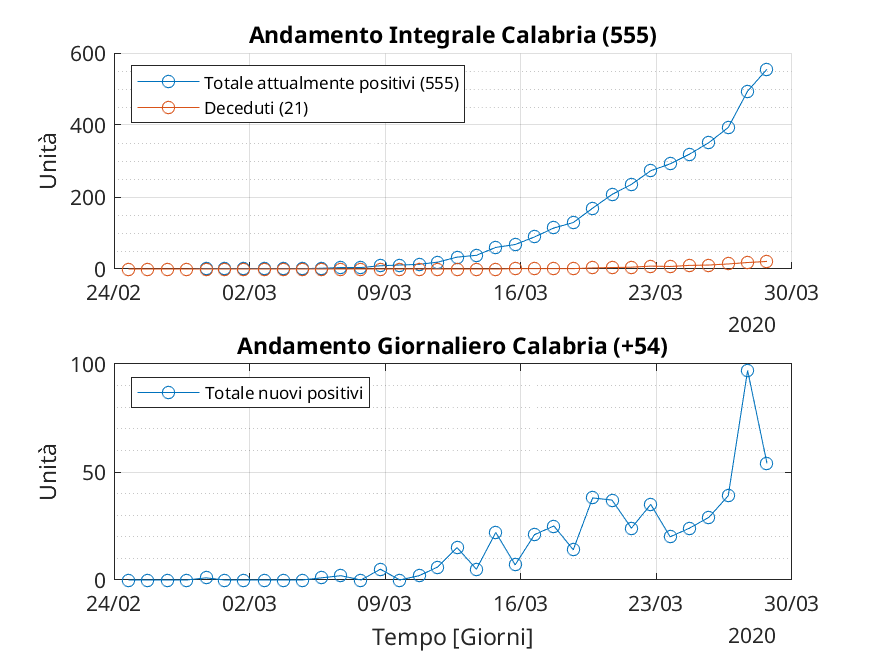 Andamento Integrale Calabria (555)
600
400
200
0
Unità
Totale attualmente positivi (555)
Deceduti (21)
24/02 02/03 09/03 16/03 23/03 30/03
2020
Andamento Giornaliero Calabria (+54)
100
50
0
Unità
Totale nuovi positivi
24/02 02/03 09/03 16/03 23/03 30/03
Tempo [Giorni]
2020